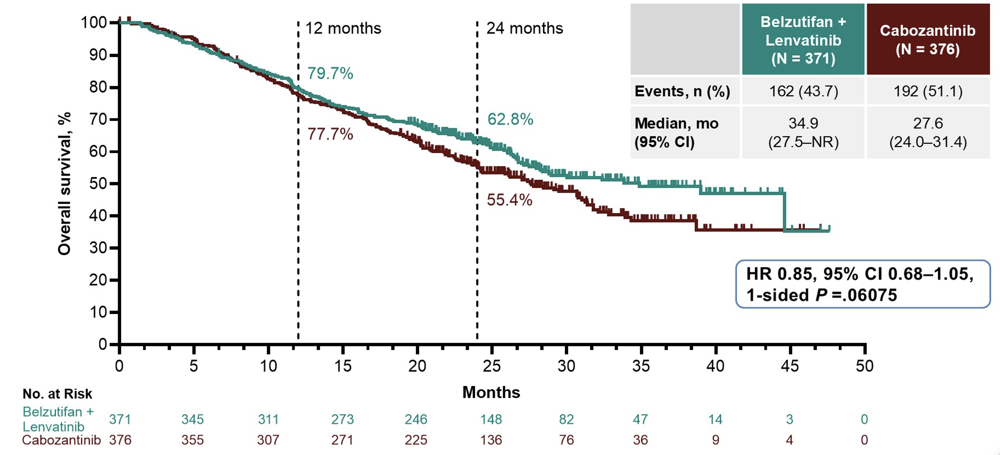 Belzutifan +
Lenvatinib
(N = 371)
Cabozantinib
(N = 376)
Events, n (%)
162 (43.7)
192 (51.1)
Median, mo
(95% CI)
34.9
(27.5–NR)
27.6
(24.0–31.4)
Overall survival, %
100
90
80
70
60
50
40
30
20
10
0
12 months
24 months
79.7%
77.7%
62.8%
55.4%
HR 0.85, 95% CI 0.68–1.05,
1-sided P =.06075
0 5 10 15 20 25 30 35 40 45 50
Months
No. at Risk
Belzutifan +
Lenvatinib
371 345 311 273 246 148 82 47 14 3 0
Cabozantinib 376 355 307 271 225 136 76 36 9 4 0